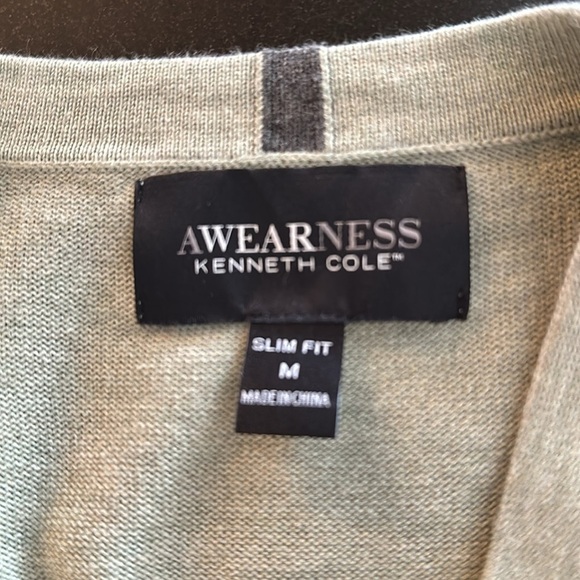 AWEARNESS
KENNETH COLE™
SLIM FIT
M
MADE IN CHINA